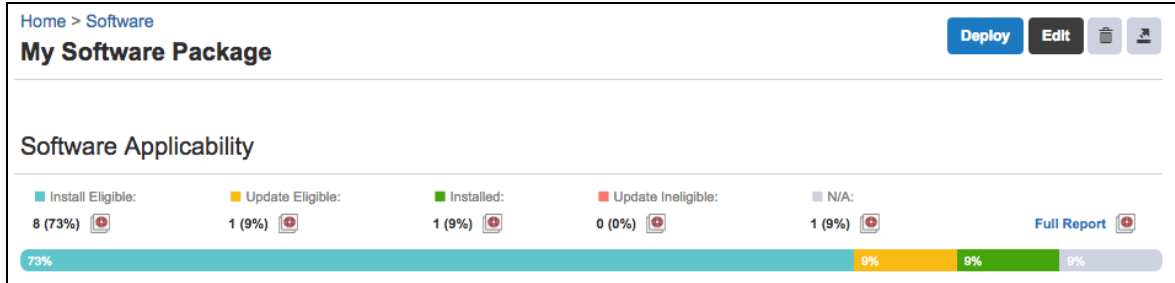 Home > Software
My Software Package
Deploy
Edit
Software Applicability
Install Eligible: Update Eligible: Installed: Update Ineligible: N/A:
8 (73%) 1 (9%) 1 (9%) 0 (0%) 1 (9%) Full Report
73% 9% 9% 9%